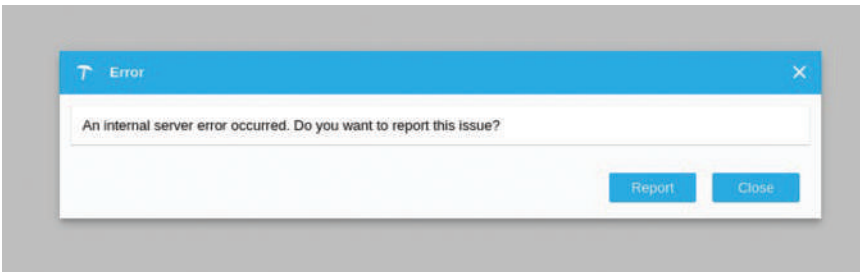 Error
An internal server error occurred. Do you want to report this issue?
Report Close